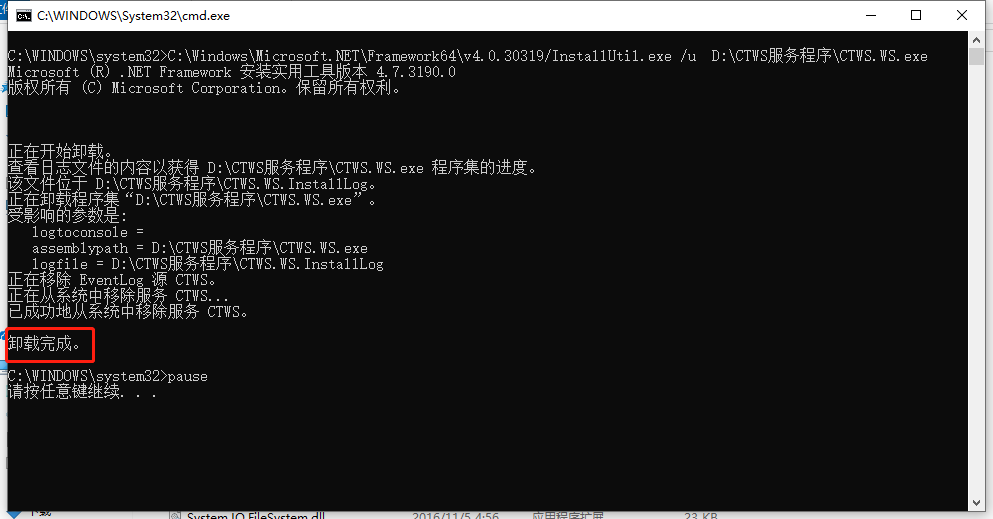 C:\WINDOWS\System32\cmd.exe
C:\WINDOWS\system32>C:\Windows\Microsoft.NET\Framework64\v4.0.30319/InstallUtil.exe /u  D:\CTWS服务程序\CTWS.WS.exe
Microsoft (R) .NET Framework 安装实用工具版本 4.7.3190.0
版权所有 (C) Microsoft Corporation。保留所有权利。
正在开始卸载。
查看日志文件的内容以获得 D:\CTWS服务程序\CTWS.WS.exe 程序集的进度。
该文件位于 D:\CTWS服务程序\CTWS.WS.InstallLog。
正在卸载程序集“D:\CTWS服务程序\CTWS.WS.exe”。
受影响的参数是:
logtoconsole =
assemblypath = D:\CTWS服务程序\CTWS.WS.exe
logfile = D:\CTWS服务程序\CTWS.WS.InstallLog
正在移除 EventLog 源 CTWS。
正在从系统中移除服务 CTWS...
已成功地从系统中移除服务 CTWS。
卸载完成。
C:\WINDOWS\system32>pause
请按任意键继续. . .
下载 System.IO.FileSystem.dll 2016/11/5 4:56 应用程序扩展 23 KB